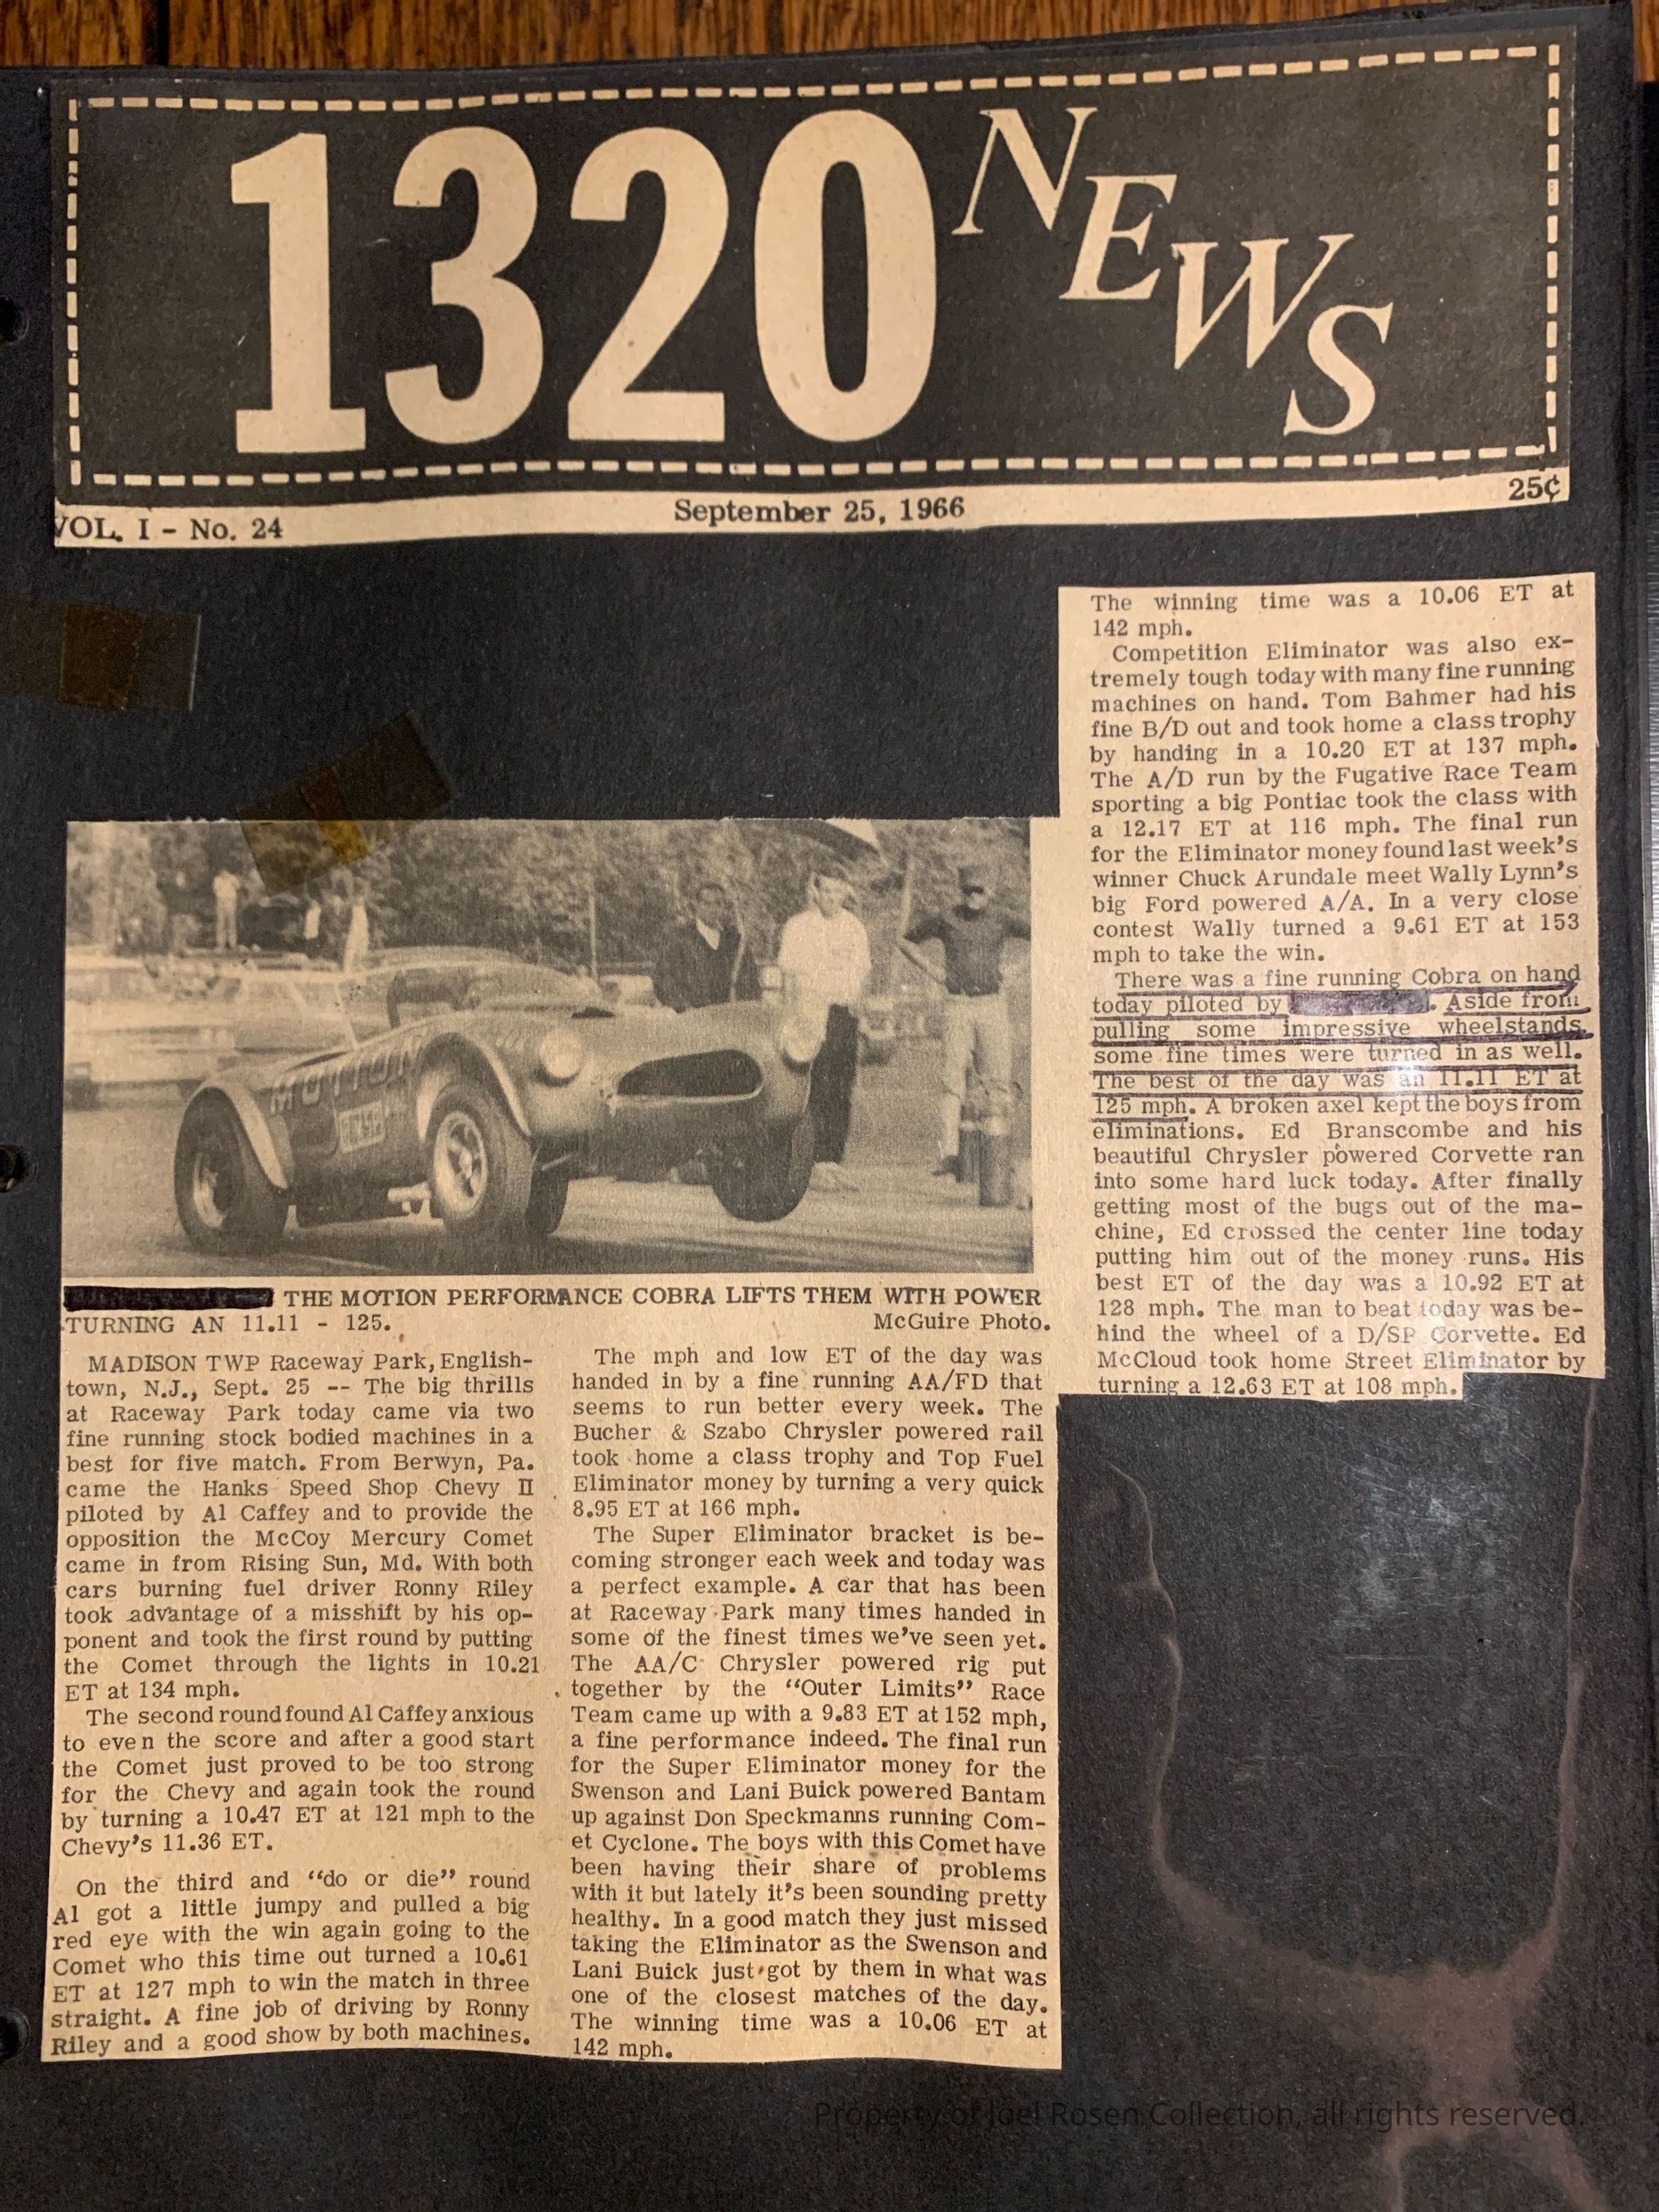 1320 NEWS
VOL. I - No. 24
September 25, 1966
25¢
MOTION
THE MOTION PERFORMANCE COBRA LIFTS THEM WITH POWER
TURNING AN 11.11 - 125.
McGuire Photo.
MADISON TWP Raceway Park, English-
town, N.J., Sept. 25 -- The big thrills
at Raceway Park today came via two
fine running stock bodied machines in a
best for five match. From Berwyn, Pa.
came the Hanks Speed Shop Chevy II
piloted by Al Caffey and to provide the
opposition the McCoy Mercury Comet
came in from Rising Sun, Md. With both
cars burning fuel driver Ronny Riley
took advantage of a misshift by his op-
ponent and took the first round by putting
the Comet through the lights in 10.21
ET at 134 mph.
The second round found Al Caffey anxious
to even the score and after a good start
the Comet just proved to be too strong
for the Chevy and again took the round
by turning a 10.47 ET at 121 mph to the
Chevy's 11.36 ET.
On the third and "do or die" round
Al got a little jumpy and pulled a big
red eye with the win again going to the
Comet who this time out turned a 10.61
ET at 127 mph to win the match in three
straight. A fine job of driving by Ronny
Riley and a good show by both machines.
The mph and low ET of the day was
handed in by a fine running AA/FD that
seems to run better every week. The
Bucher & Szabo Chrysler powered rail
took home a class trophy and Top Fuel
Eliminator money by turning a very quick
8.95 ET at 166 mph.
The Super Eliminator bracket is be-
coming stronger each week and today was
a perfect example. A car that has been
at Raceway Park many times handed in
some of the finest times we've seen yet.
The AA/C Chrysler powered rig put
together by the "Outer Limits" Race
Team came up with a 9.83 ET at 152 mph,
a fine performance indeed. The final run
for the Super Eliminator money for the
Swenson and Lani Buick powered Bantam
up against Don Speckmanns running Com-
et Cyclone. The boys with this Comet have
been having their share of problems
with it but lately it's been sounding pretty
healthy. In a good match they just missed
taking the Eliminator as the Swenson and
Lani Buick just got by them in what was
one of the closest matches of the day.
The winning time was a 10.06 ET at
142 mph.
The winning time was a 10.06 ET at
142 mph.
Competition Eliminator was also ex-
tremely tough today with many fine running
machines on hand. Tom Bahmer had his
fine B/D out and took home a class trophy
by handing in a 10.20 ET at 137 mph.
The A/D run by the Fugative Race Team
sporting a big Pontiac took the class with
a 12.17 ET at 116 mph. The final run
for the Eliminator money found last week's
winner Chuck Arundale meet Wally Lynn's
big Ford powered A/A. In a very close
contest Wally turned a 9.61 ET at 153
mph to take the win.
There was a fine running Cobra on hand
today piloted by . Aside from
pulling some impressive wheelstands
some fine times were turned in as well.
The best of the day was an 11.11 ET at
125 mph. A broken axel kept the boys from
eliminations. Ed Branscombe and his
beautiful Chrysler powered Corvette ran
into some hard luck today. After finally
getting most of the bugs out of the ma-
chine, Ed crossed the center line today
putting him out of the money runs. His
best ET of the day was a 10.92 ET at
128 mph. The man to beat today was be-
hind the wheel of a D/SP Corvette. Ed
McCloud took home Street Eliminator by
turning a 12.63 ET at 108 mph.
Property of Joel Rosen Collection, all rights reserved.